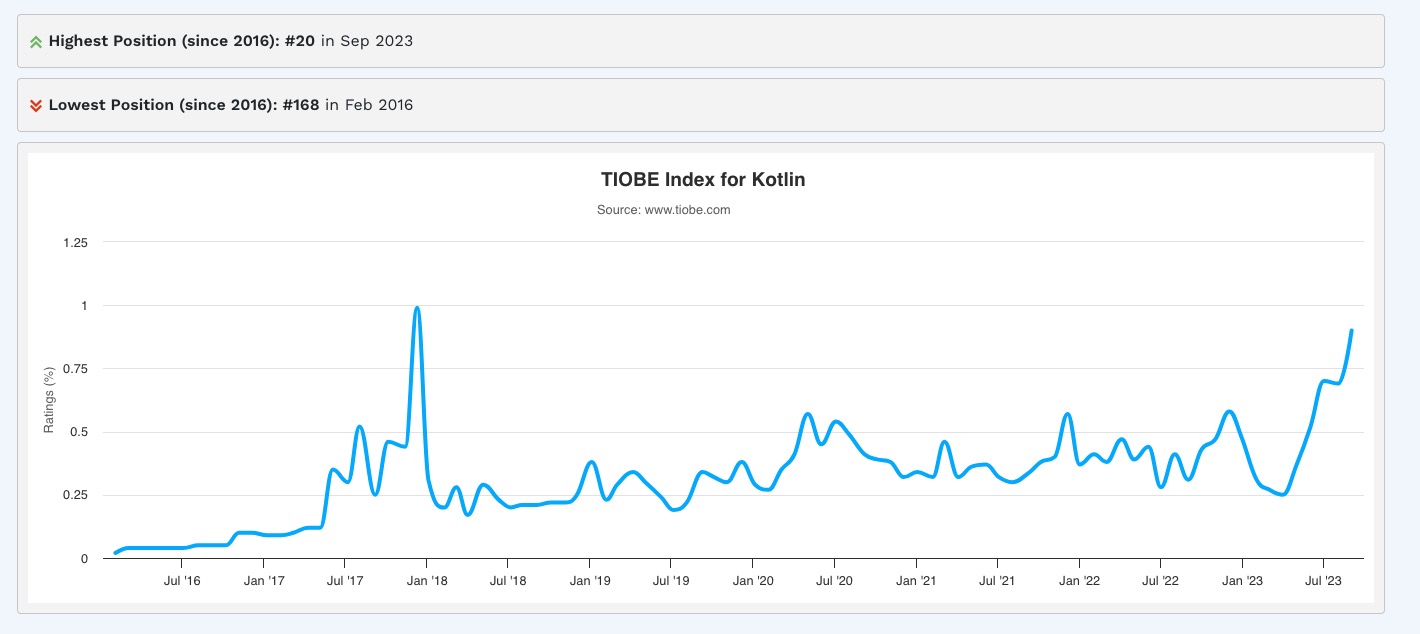 Highest Position (since 2016): #20 in Sep 2023
Lowest Position (since 2016): #168 in Feb 2016
TIOBE Index for Kotlin
Source: www.tiobe.com
Ratings (%)
1.25
1
0.75
0.5
0.25
0
Jul '16 Jan '17 Jul '17 Jan '18 Jul '18 Jan '19 Jul '19 Jan '20 Jul '20 Jan '21 Jul '21 Jan '22 Jul '22 Jan '23 Jul '23